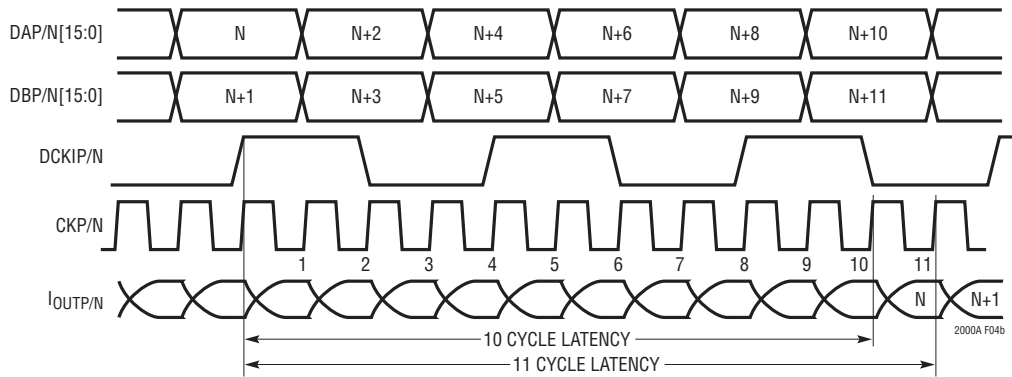 DAP/N[15:0] N N+2 N+4 N+6 N+8 N+10
DBP/N[15:0] N+1 N+3 N+5 N+7 N+9 N+11
DCKIP/N
CKP/N
1 2 3 4 5 6 7 8 9 10 11
IOUTP/N N N+1
2000A F04b
10 CYCLE LATENCY
11 CYCLE LATENCY